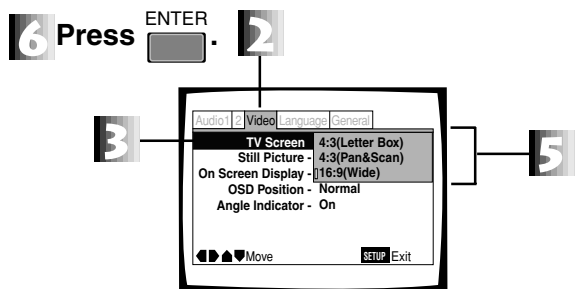 6 Press ENTER .
2
Audio1 2 Video Language General
3
TV Screen 4:3(Letter Box)
Still Picture - 4:3(Pan&Scan)
On Screen Display - 16:9(Wide)
OSD Position - Normal
Angle Indicator - On
5
Move SETUP Exit